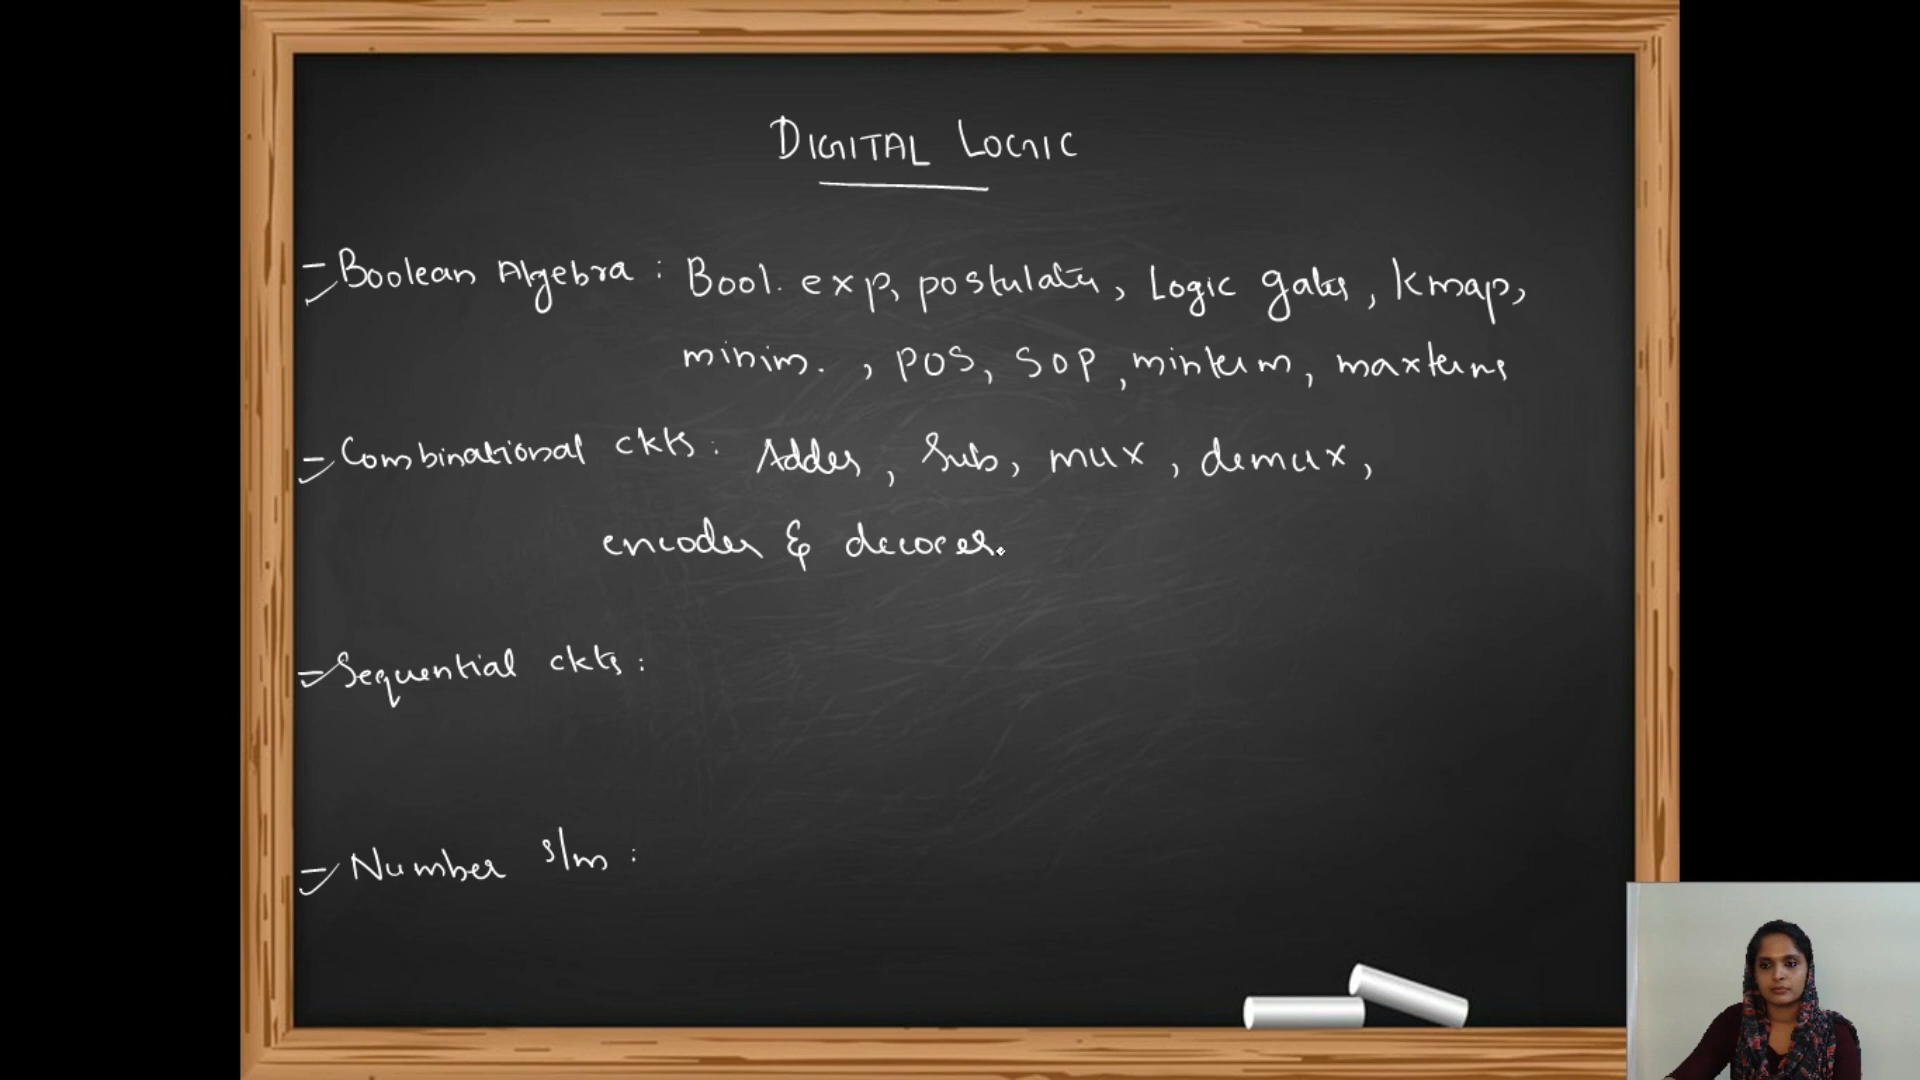 DIGITAL LOGIC
Boolean Algebra : Bool. exp, postulates, Logic gates, kmap,
minim. , POS, SOP, minterm, maxterms
Combinational ckts : Adder, Sub, mux, demux,
encoder & decorer.
Sequential ckts :
Number s/m :